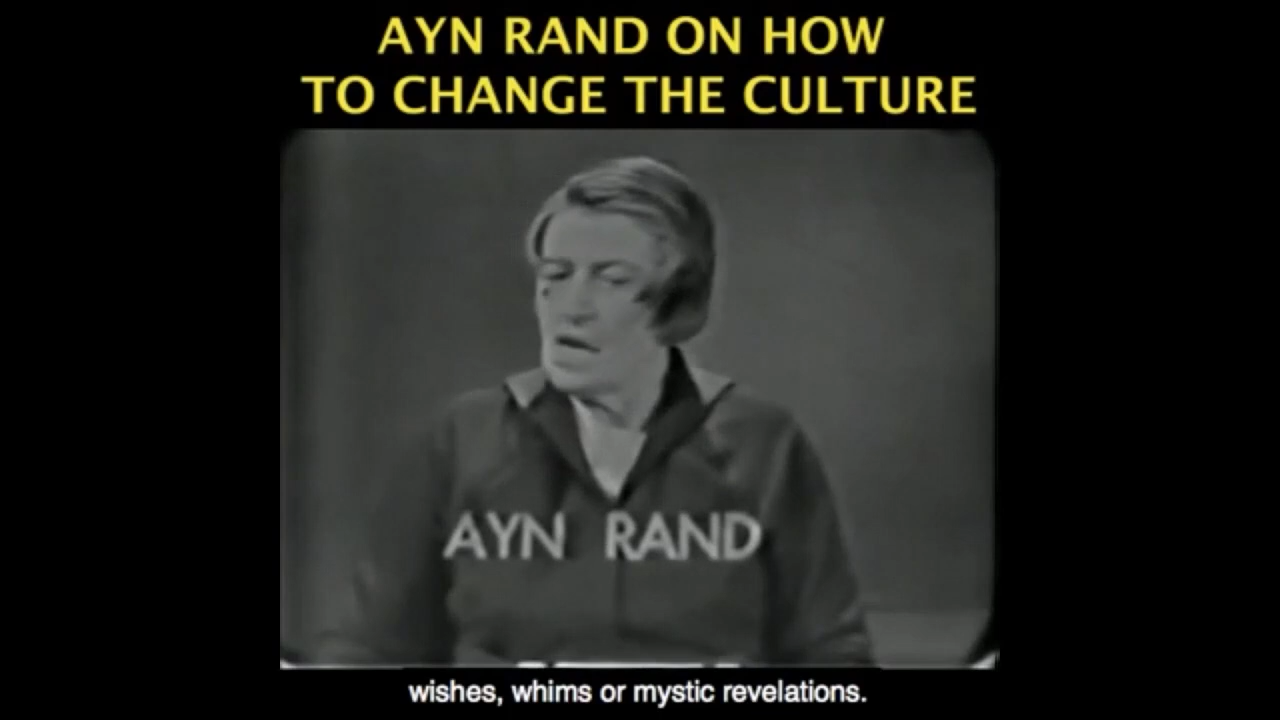 AYN RAND ON HOW
TO CHANGE THE CULTURE
AYN RAND
wishes, whims or mystic revelations.